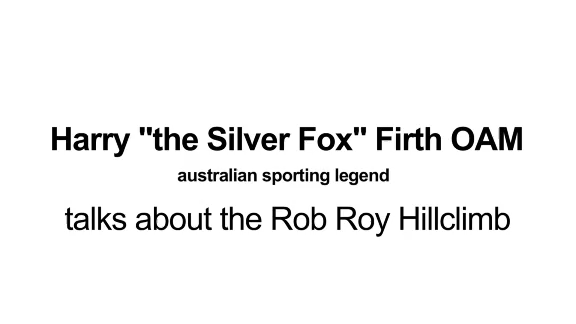 Harry "the Silver Fox" Firth OAM
australian sporting legend
talks about the Rob Roy Hillclimb